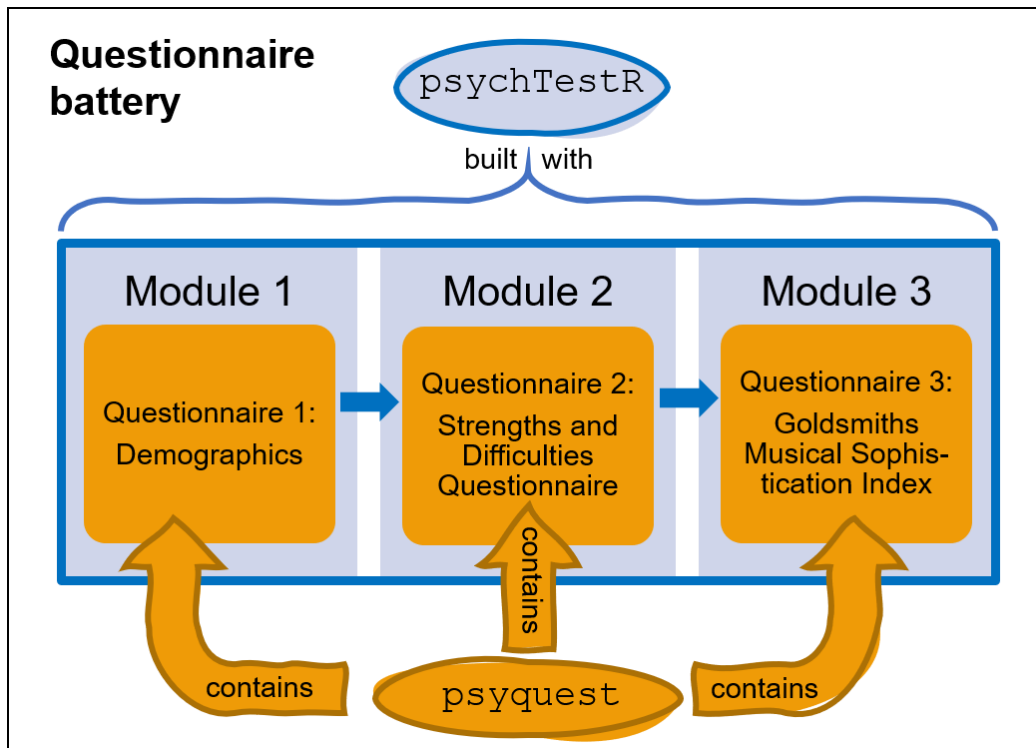 Questionnaire
battery
psychTestR
built with
Module 1
Questionnaire 1:
Demographics
Module 2
Questionnaire 2:
Strengths and
Difficulties
Questionnaire
Module 3
Questionnaire 3:
Goldsmiths
Musical Sophis-
tication Index
contains
contains
contains
psyquest